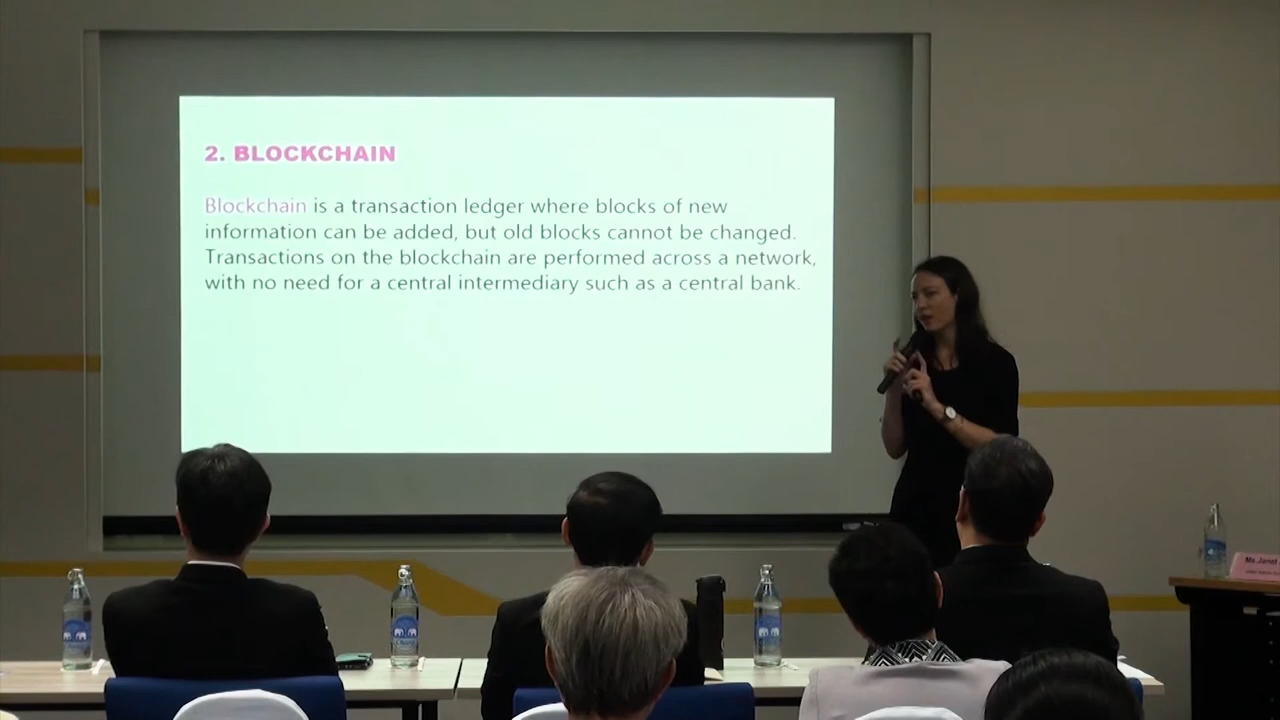 2. BLOCKCHAIN
Blockchain is a transaction ledger where blocks of new
information can be added, but old blocks cannot be changed.
Transactions on the blockchain are performed across a network,
with no need for a central intermediary such as a central bank.
Ms.Janet